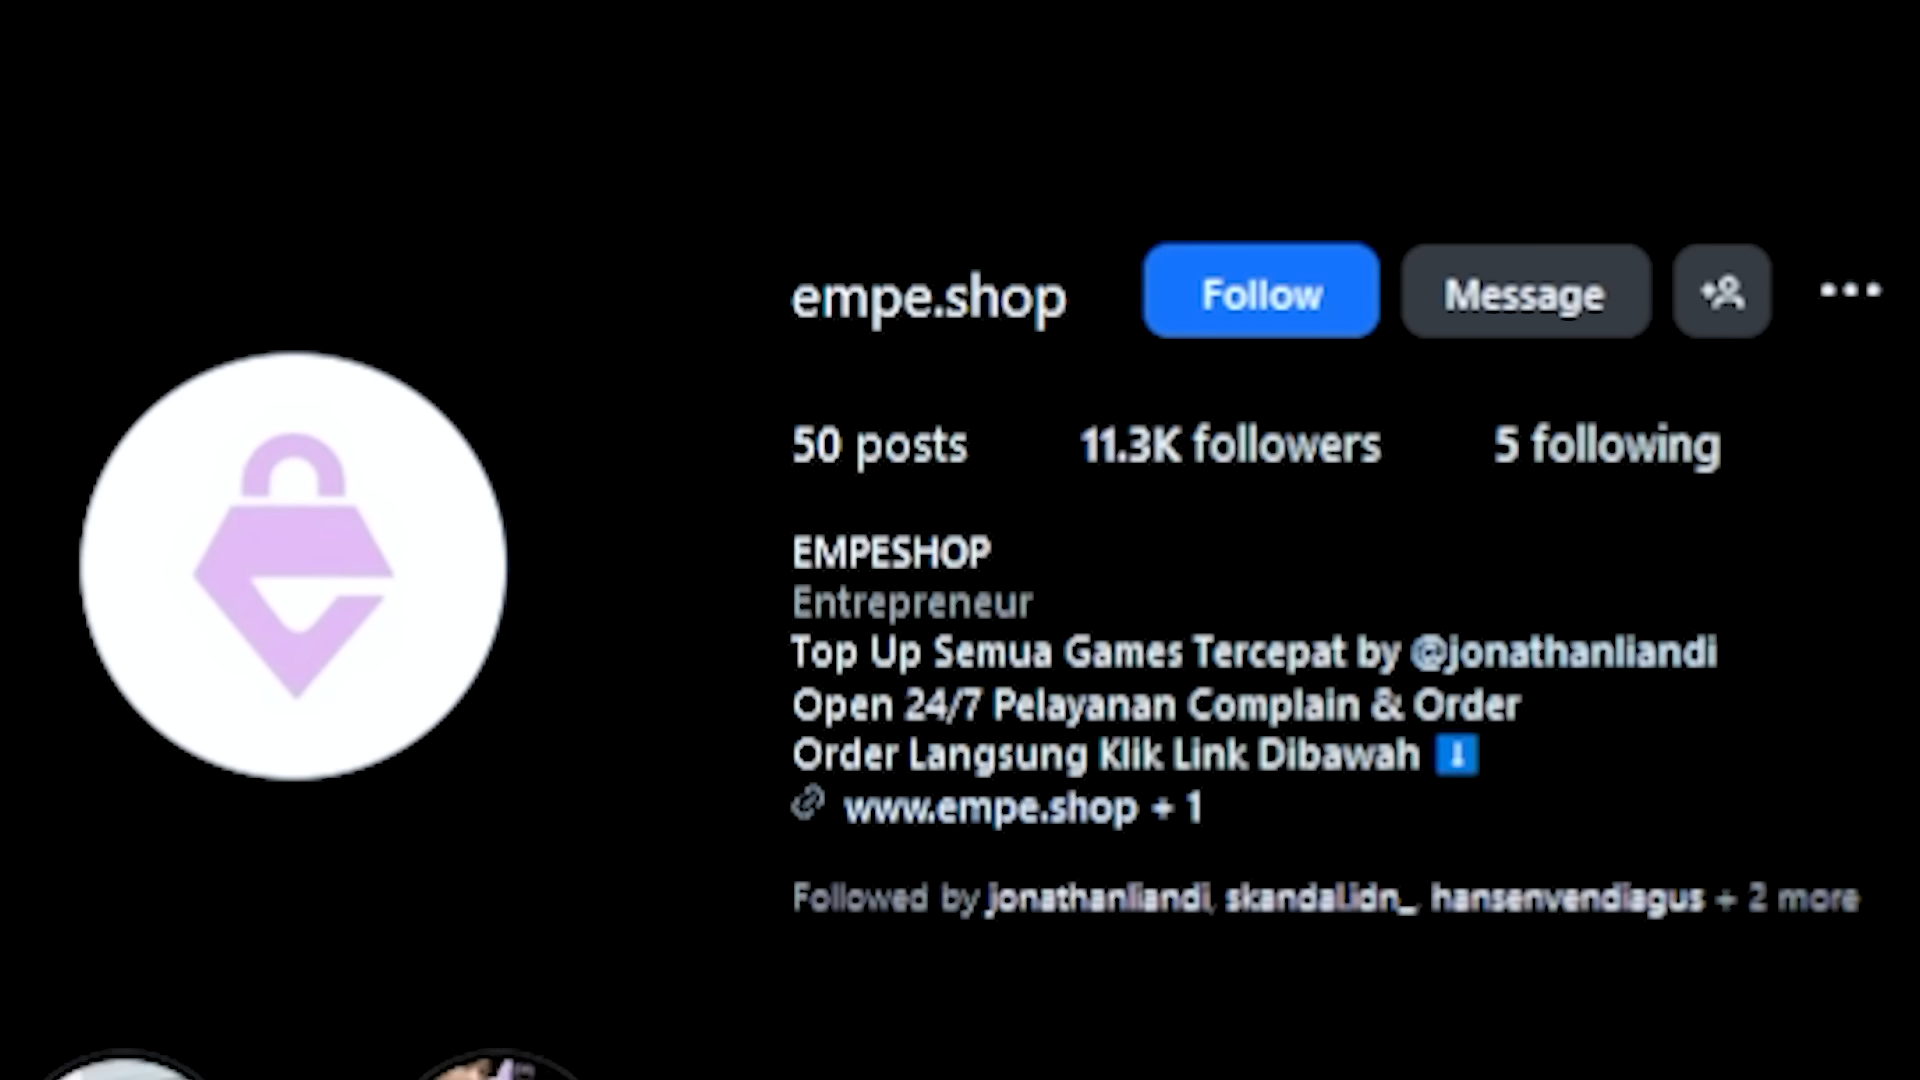 empe.shop Follow Message
50 posts 11.3K followers 5 following
EMPESHOP
Entrepreneur
Top Up Semua Games Tercepat by @jonathanliandi
Open 24/7 Pelayanan Complain & Order
Order Langsung Klik Link Dibawah
www.empe.shop + 1
Followed by jonathanliandi, skandal.idn_, hansenvendiagus + 2 more